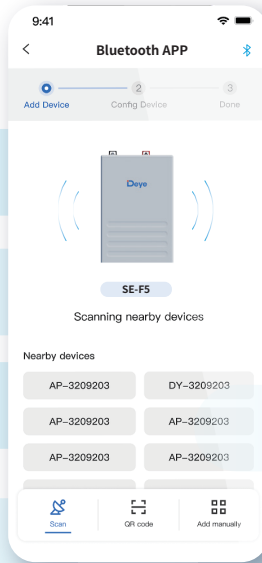 9:41
Bluetooth APP
2
3
Add Device
Config Device
Done
Deye
SE-F5
Scanning nearby devices
Nearby devices
AP-3209203
DY-3209203
AP-3209203
AP-3209203
AP-3209203
AP-3209203
Scan
QR code
Add manually